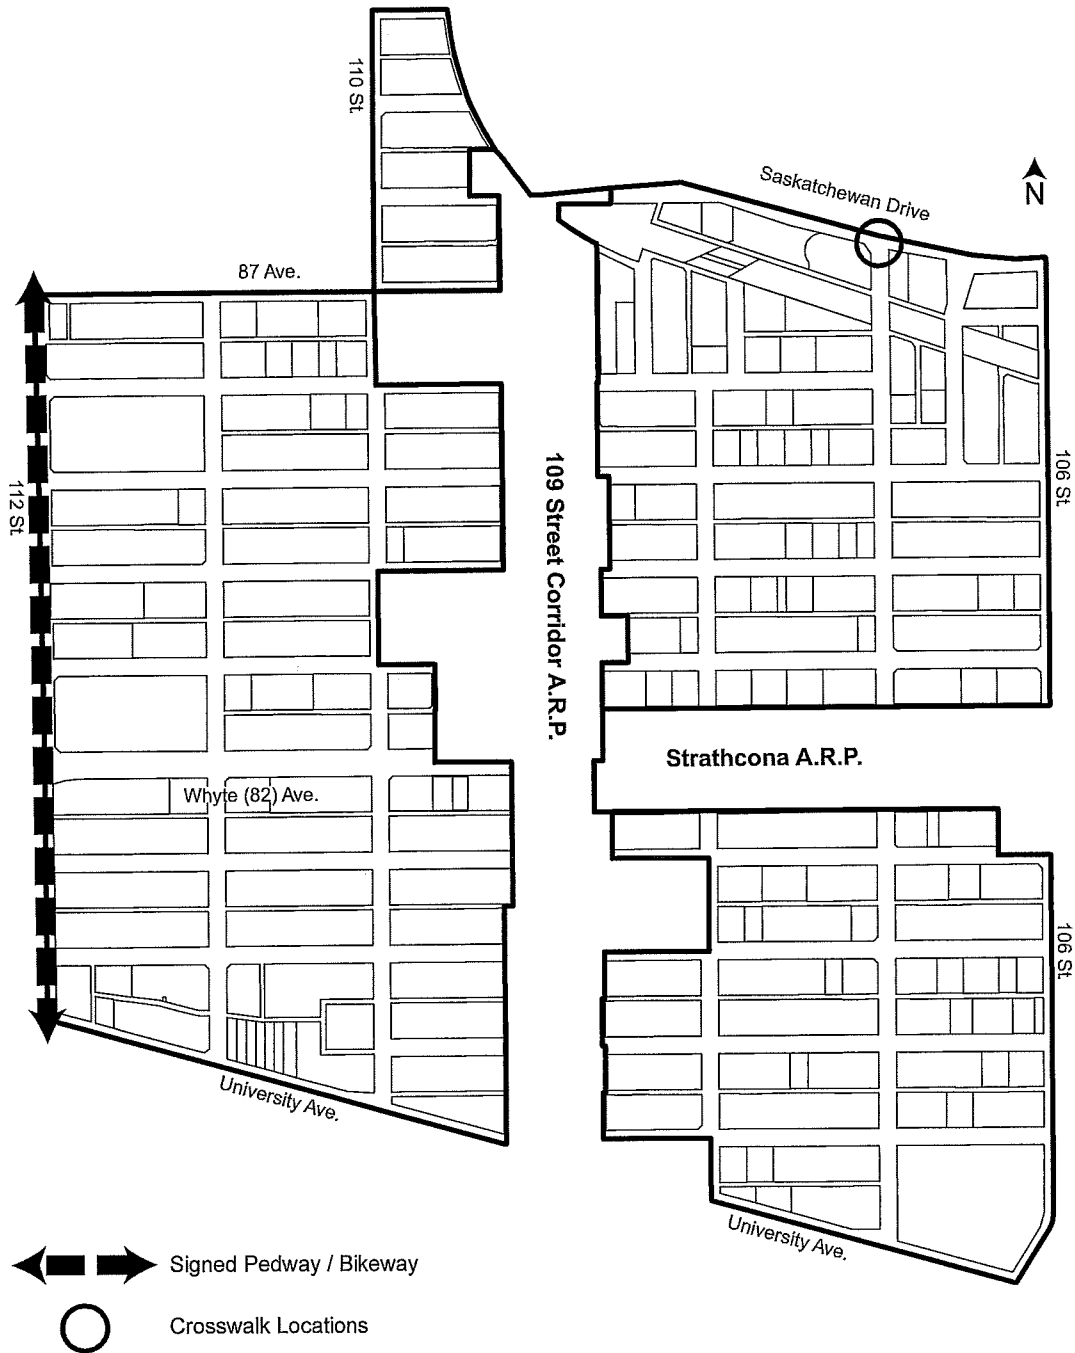 110 St.
Saskatchewan Drive
N
87 Ave.
112 St.
109 Street Corridor A.R.P.
106 St.
Strathcona A.R.P.
Whyte (82) Ave.
106 St.
University Ave.
University Ave.
Signed Pedway / Bikeway
Crosswalk Locations